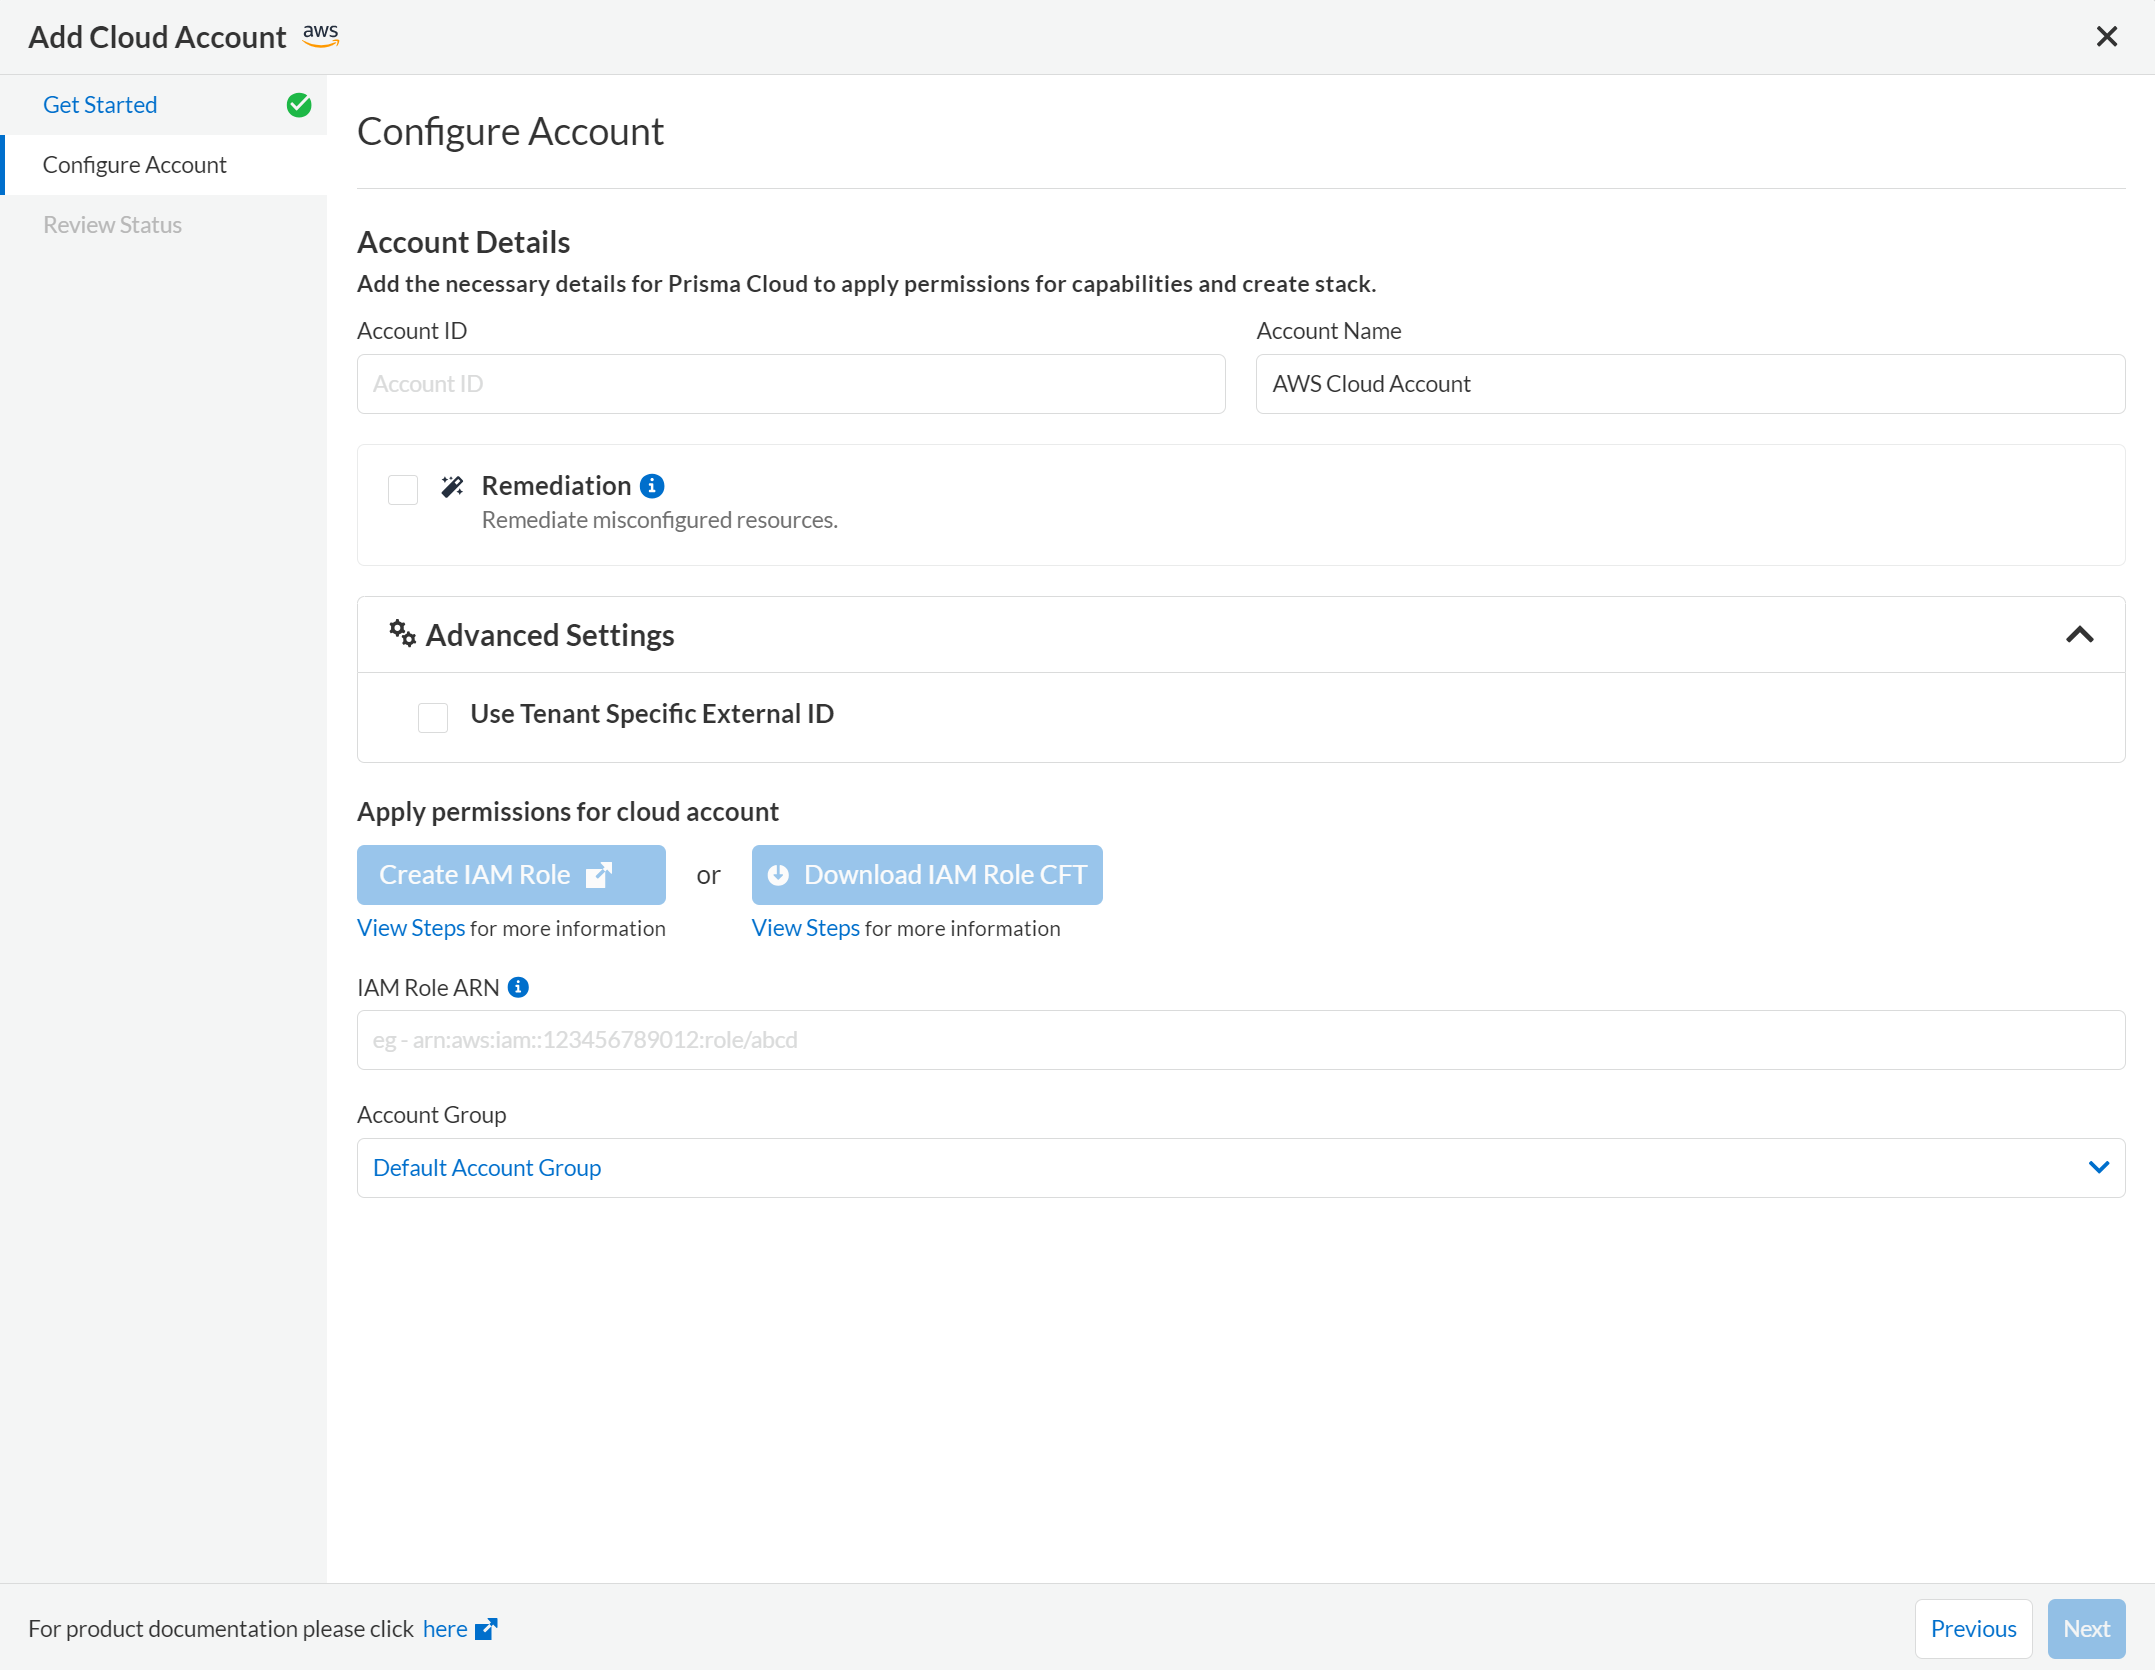 Add Cloud Account aws
Get Started
Configure Account
Review Status
Configure Account
Account Details
Add the necessary details for Prisma Cloud to apply permissions for capabilities and create stack.
Account ID
Account ID
Account Name
AWS Cloud Account
Remediation
Remediate misconfigured resources.
Advanced Settings
Use Tenant Specific External ID
Apply permissions for cloud account
Create IAM Role or Download IAM Role CFT
View Steps for more information
View Steps for more information
IAM Role ARN
eg - arn:aws:iam::123456789012:role/abcd
Account Group
Default Account Group
For product documentation please click here
Previous
Next